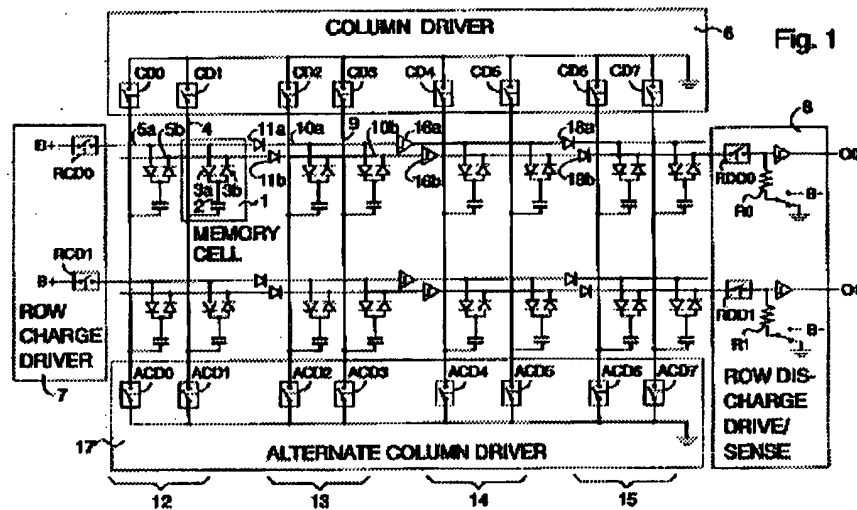 COLUMN DRIVER
6
Fig. 1
CD0 CD1 CD2 CD3 CD4 CD5 CD6 CD7
8
5a 5b 4 11a 10a 9 10b 16a 18a
B+
RCD0
11b 16b 18b
RDD0
3a 3b
2 1
R0
B-
MEMORY
CELL
RCD1
B+
RDD1
R1
B-
ROW
CHARGE
DRIVER
7
ACD0 ACD1 ACD2 ACD3 ACD4 ACD5 ACD6 ACD7
ROW DIS-
CHARGE
DRIVE/
SENSE
17
ALTERNATE COLUMN DRIVER
12 13 14 15